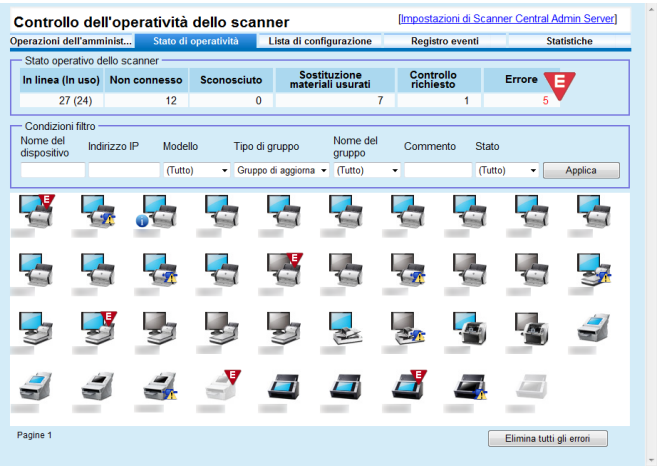 Controllo dell'operatività dello scanner
[Impostazioni di Scanner Central Admin Server]
Operazioni dell'amminist... Stato di operatività Lista di configurazione Registro eventi Statistiche
Stato operativo dello scanner
In linea (In uso) Non connesso Sconosciuto Sostituzione materiali usurati Controllo richiesto Errore E
27 (24) 12 0 7 1 5
Condizioni filtro
Nome del dispositivo Indirizzo IP Modello Tipo di gruppo Nome del gruppo Commento Stato
(Tutto) Gruppo di aggiorna (Tutto) (Tutto) Applica
E
i
E
E
E
E
Pagine 1
Elimina tutti gli errori